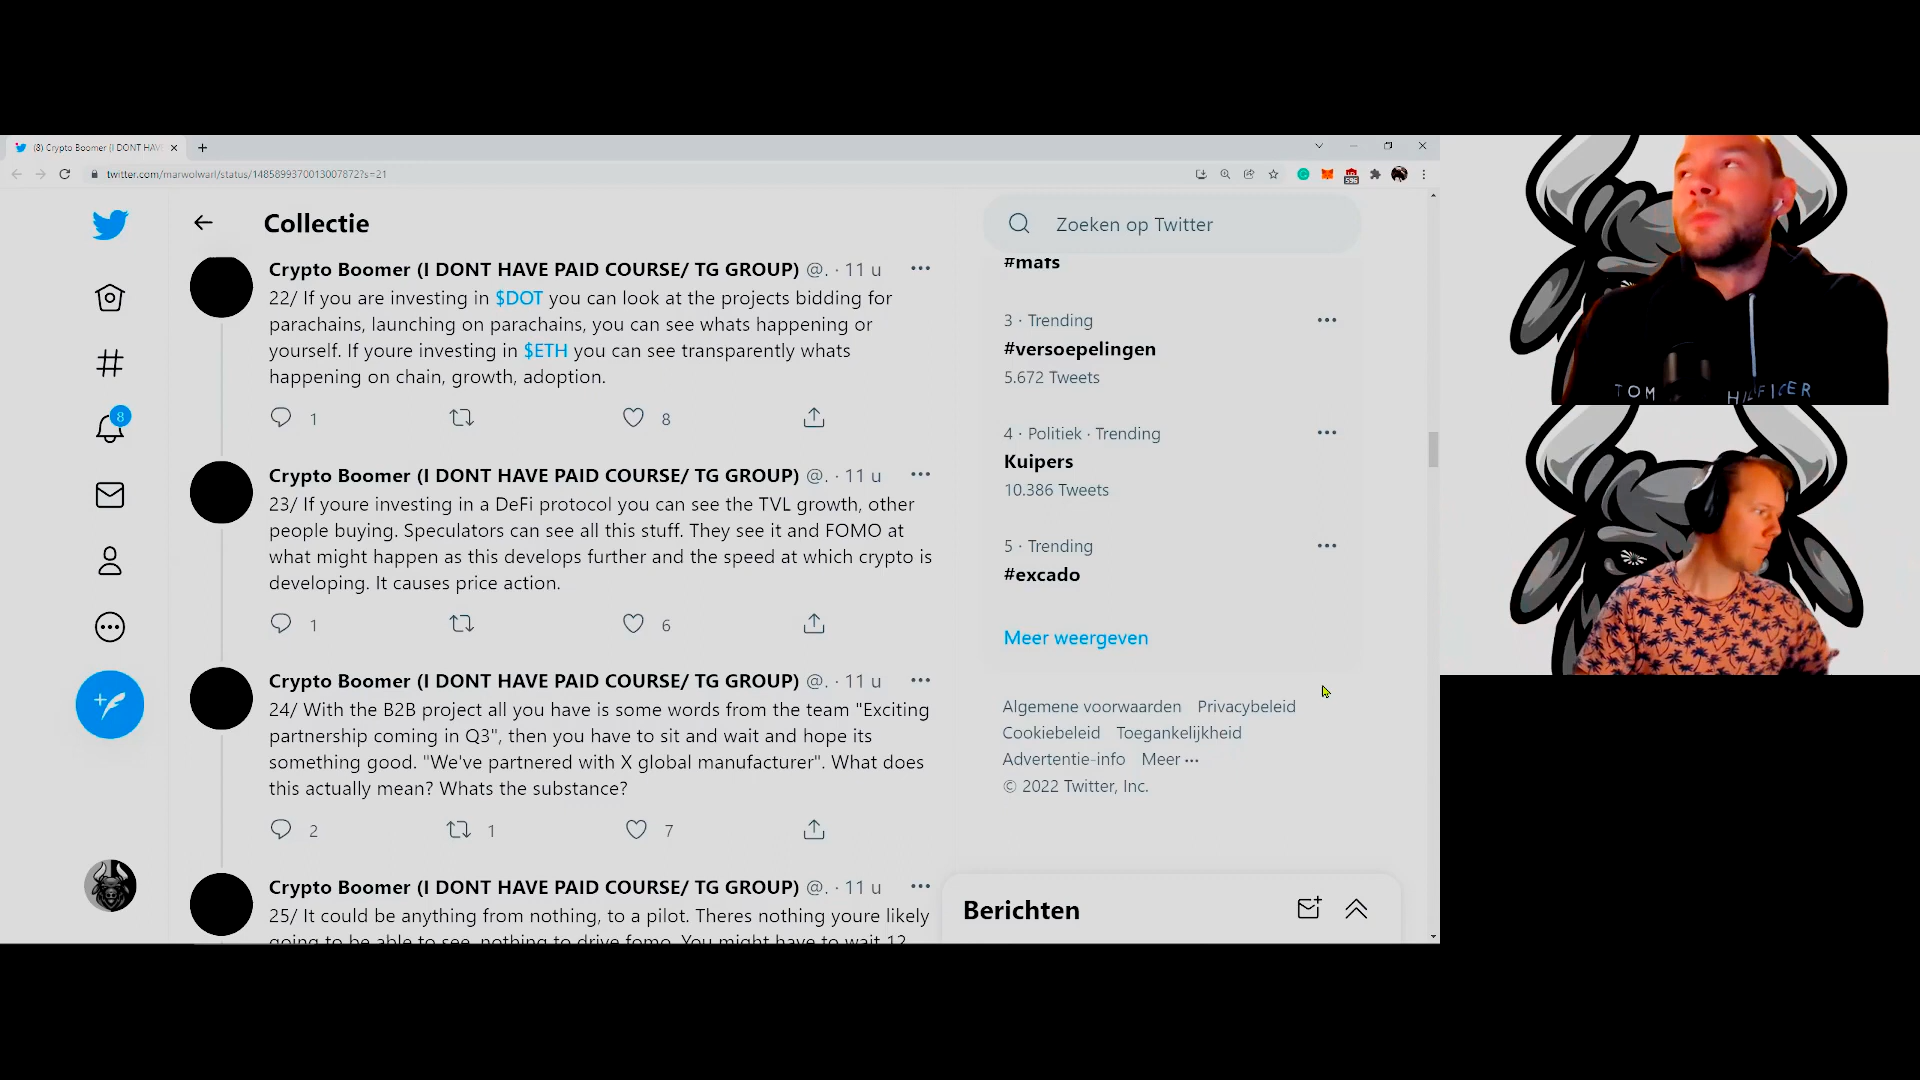 (8) Crypto Boomer (I DONT HAV
twitter.com/marwolwarl/status/1485899370013007872?s=21
596
Collectie
Zoeken op Twitter
8
Crypto Boomer (I DONT HAVE PAID COURSE/ TG GROUP) @. · 11 u
22/ If you are investing in $DOT you can look at the projects bidding for
parachains, launching on parachains, you can see whats happening or
yourself. If youre investing in $ETH you can see transparently whats
happening on chain, growth, adoption.
1
8
Crypto Boomer (I DONT HAVE PAID COURSE/ TG GROUP) @. · 11 u
23/ If youre investing in a DeFi protocol you can see the TVL growth, other
people buying. Speculators can see all this stuff. They see it and FOMO at
what might happen as this develops further and the speed at which crypto is
developing. It causes price action.
1
6
Crypto Boomer (I DONT HAVE PAID COURSE/ TG GROUP) @. · 11 u
24/ With the B2B project all you have is some words from the team "Exciting
partnership coming in Q3", then you have to sit and wait and hope its
something good. "We've partnered with X global manufacturer". What does
this actually mean? Whats the substance?
2
1
7
Crypto Boomer (I DONT HAVE PAID COURSE/ TG GROUP) @. · 11 u
25/ It could be anything from nothing, to a pilot. Theres nothing youre likely
going to be able to see, nothing to drive fomo. You might have to wait 12
#mats
3 · Trending
#versoepelingen
5.672 Tweets
4 · Politiek · Trending
Kuipers
10.386 Tweets
5 · Trending
#excado
Meer weergeven
Algemene voorwaarden Privacybeleid
Cookiebeleid Toegankelijkheid
Advertentie-info Meer ···
© 2022 Twitter, Inc.
Berichten
TOM HILFIGER